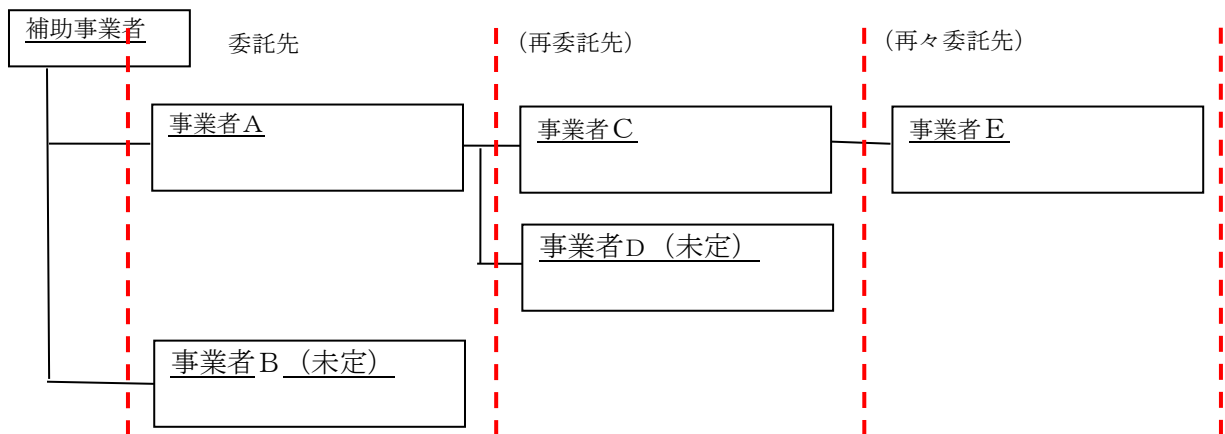 補助事業者
委託先
（再委託先）
（再々委託先）
事業者A
事業者C
事業者E
事業者D（未定）
事業者B（未定）